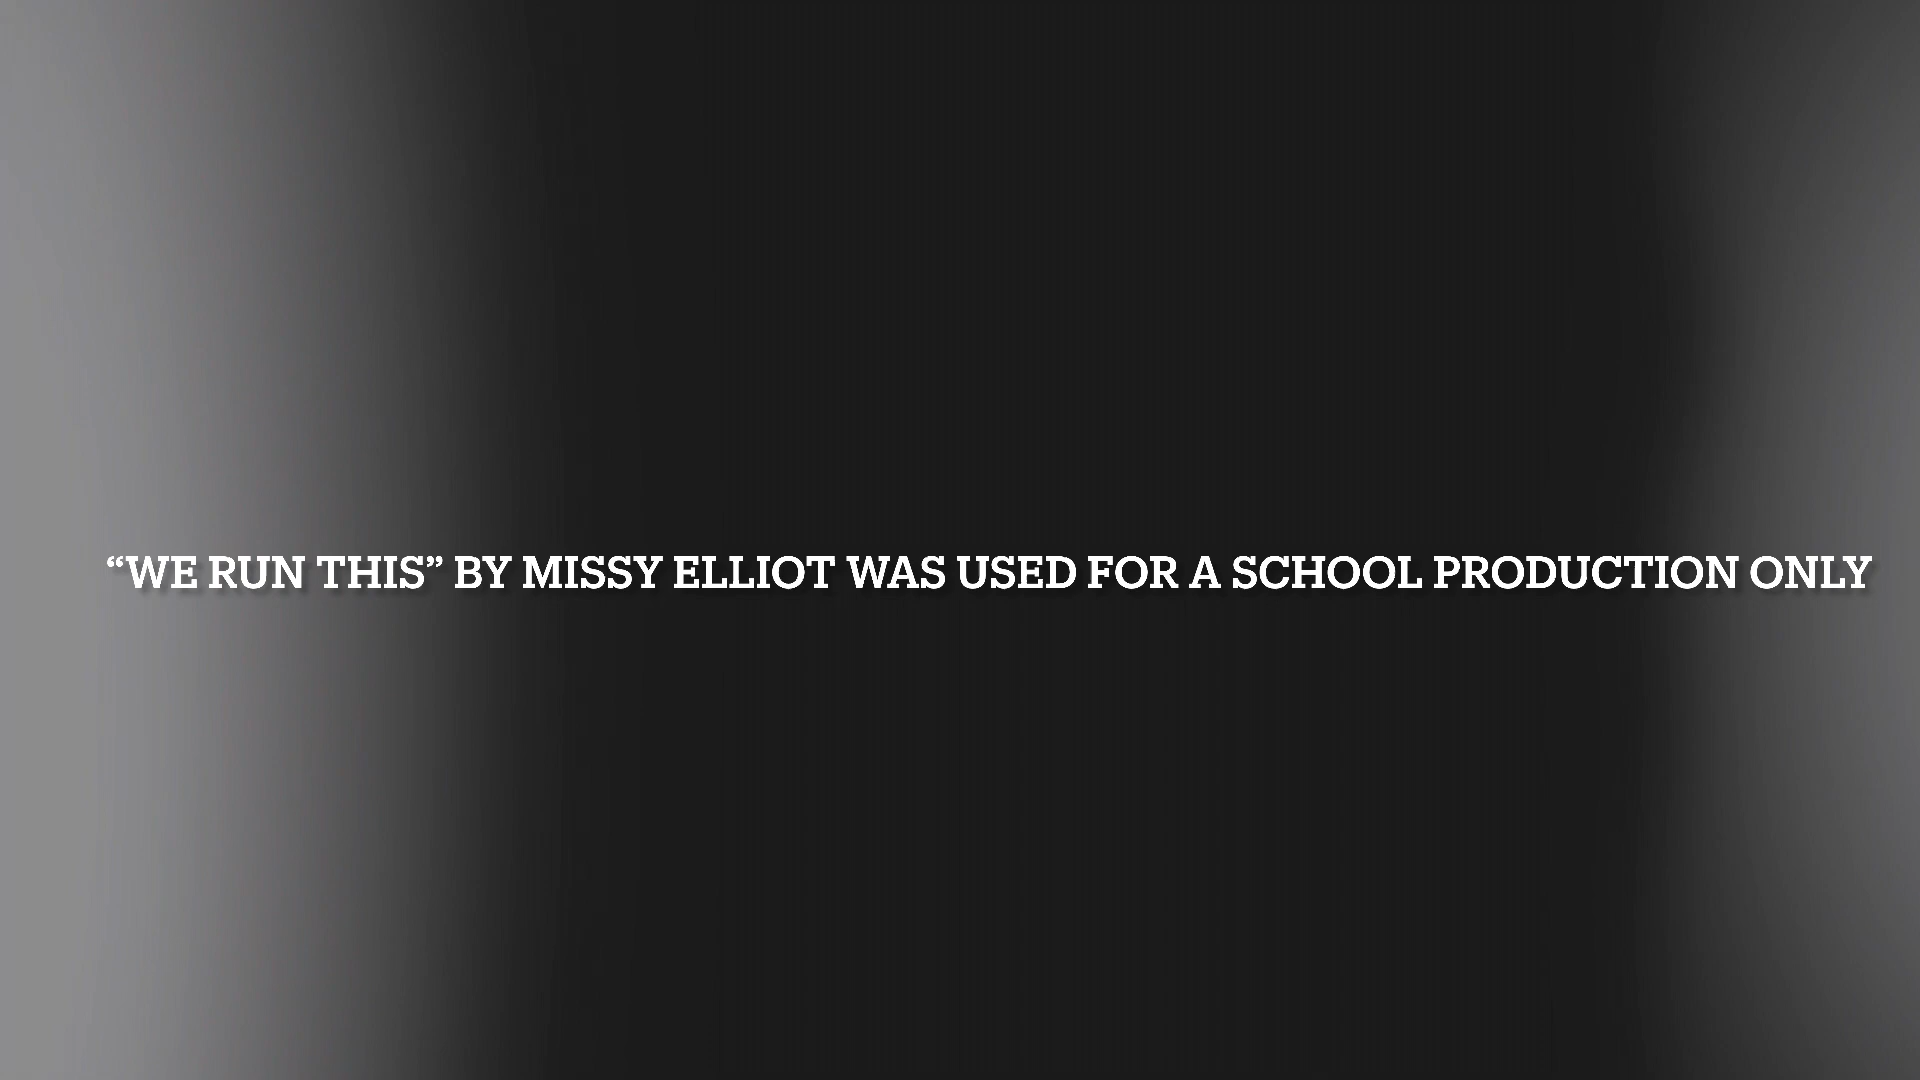 “WE RUN THIS” BY MISSY ELLIOT WAS USED FOR A SCHOOL PRODUCTION ONLY